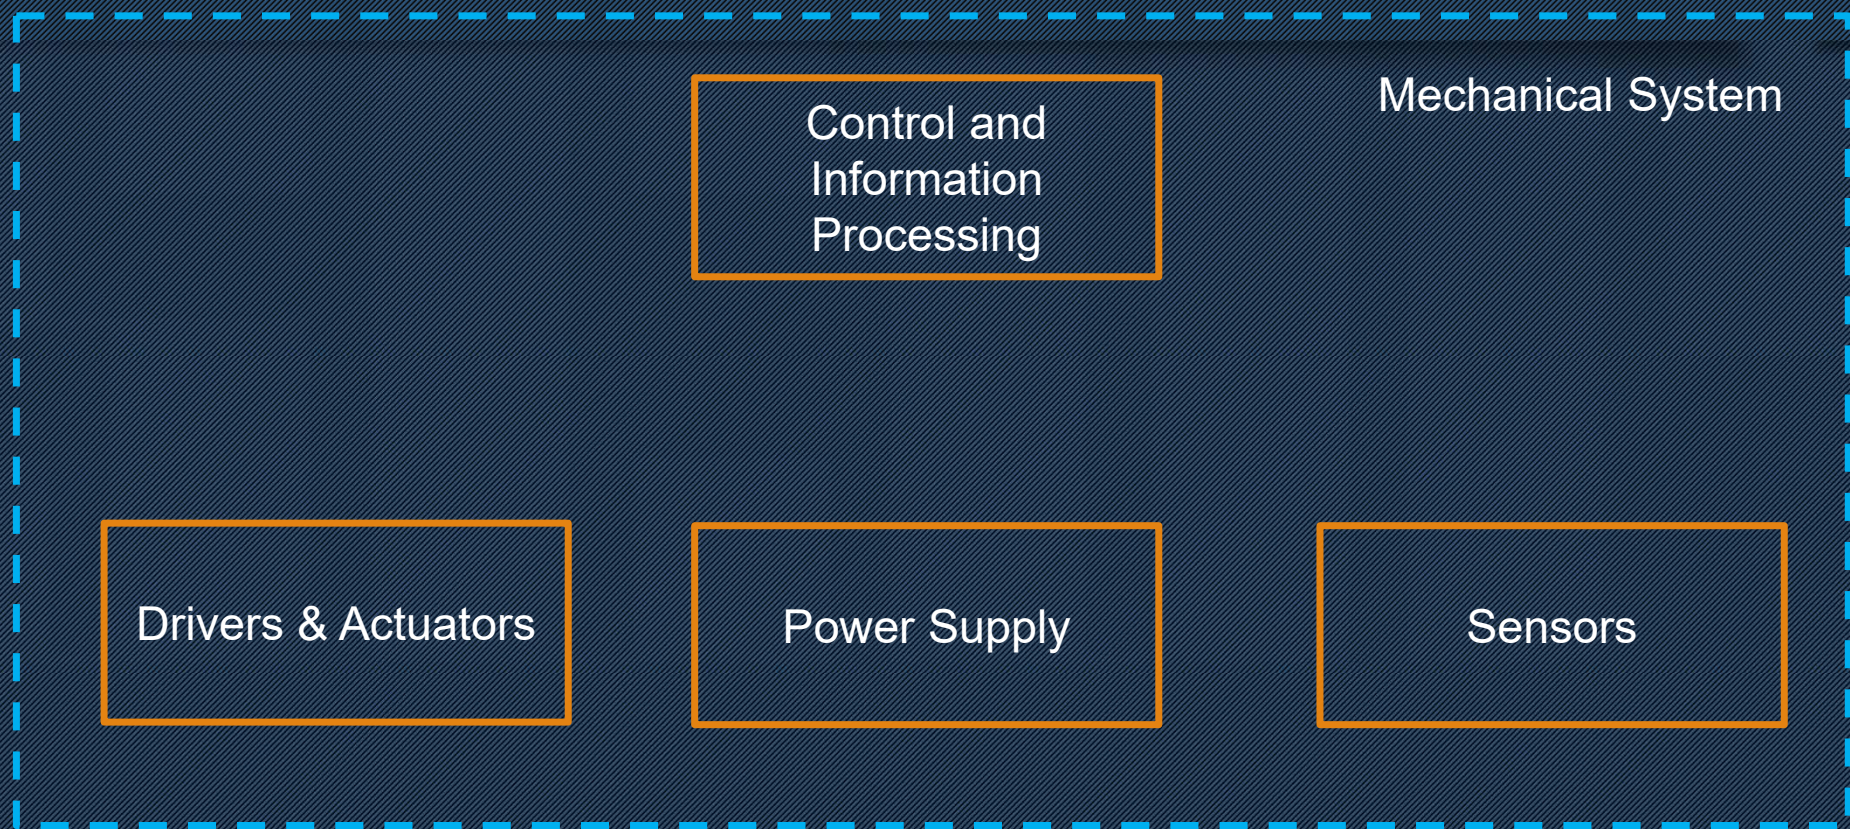 Mechanical System
Control and
Information
Processing
Drivers & Actuators
Power Supply
Sensors